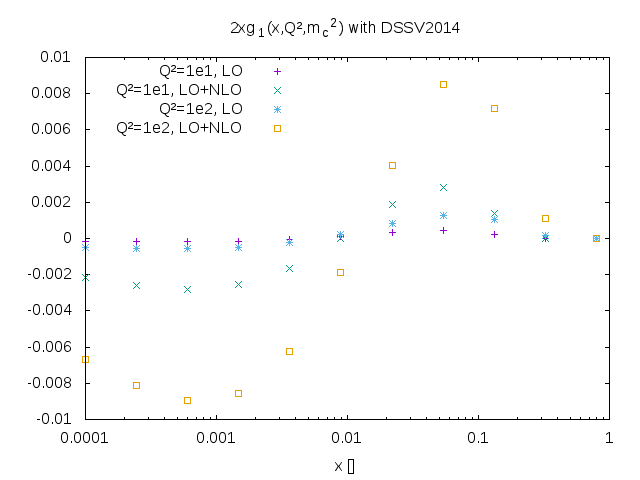 2xg₁(x,Q²,m_c²) with DSSV2014
Q²=1e1, LO
Q²=1e1, LO+NLO
Q²=1e2, LO
Q²=1e2, LO+NLO
0.01
0.008
0.006
0.004
0.002
0
-0.002
-0.004
-0.006
-0.008
-0.01
0.0001 0.001 0.01 0.1 1
x []